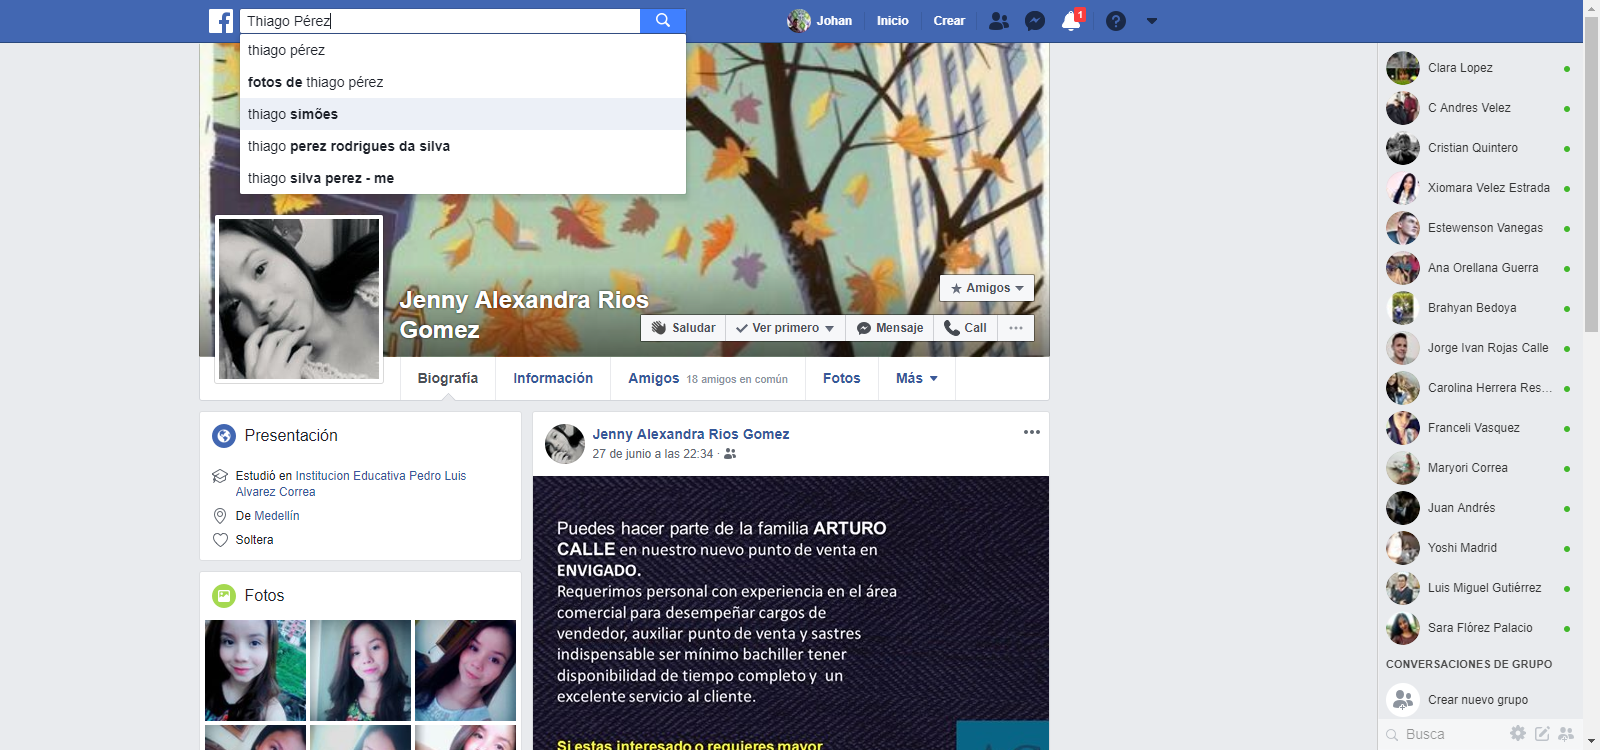 Thiago Pérez
Johan
Inicio
Crear
1
thiago pérez
fotos de thiago pérez
thiago simões
thiago perez rodrigues da silva
thiago silva perez - me
Jenny Alexandra Rios
Gomez
Amigos
Saludar
Ver primero
Mensaje
Call
Biografía
Información
Amigos 18 amigos en común
Fotos
Más
Presentación
Estudió en Institucion Educativa Pedro Luis
Alvarez Correa
De Medellín
Soltera
Fotos
Jenny Alexandra Rios Gomez
27 de junio a las 22:34 ·
Puedes hacer parte de la familia ARTURO
CALLE en nuestro nuevo punto de venta en
ENVIGADO.
Requerimos personal con experiencia en el área
comercial para desempeñar cargos de
vendedor, auxiliar punto de venta y sastres
indispensable ser mínimo bachiller tener
disponibilidad de tiempo completo y un
excelente servicio al cliente.
Si estas interesado o requieres mayor
Clara Lopez
C Andres Velez
Cristian Quintero
Xiomara Velez Estrada
Estewenson Vanegas
Ana Orellana Guerra
Brahyan Bedoya
Jorge Ivan Rojas Calle
Carolina Herrera Res...
Franceli Vasquez
Maryori Correa
Juan Andrés
Yoshi Madrid
Luis Miguel Gutiérrez
Sara Flórez Palacio
CONVERSACIONES DE GRUPO
Crear nuevo grupo
Busca